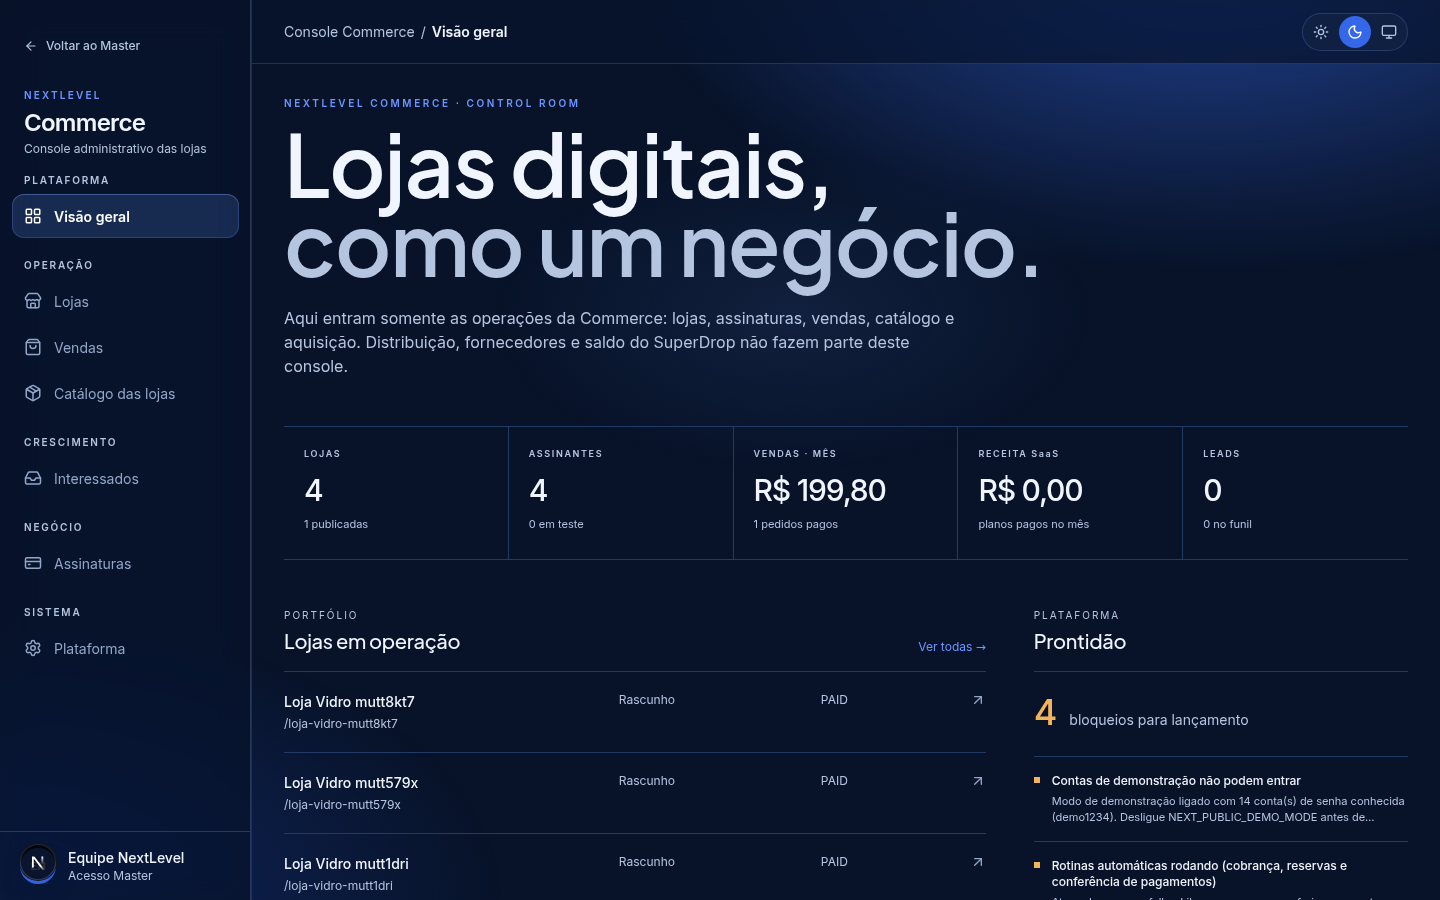 Voltar ao Master
NEXTLEVEL
Commerce
Console administrativo das lojas
PLATAFORMA
Visão geral
OPERAÇÃO
Lojas
Vendas
Catálogo das lojas
CRESCIMENTO
Interessados
NEGÓCIO
Assinaturas
SISTEMA
Plataforma
N
Equipe NextLevel
Acesso Master
Console Commerce / Visão geral
NEXTLEVEL COMMERCE · CONTROL ROOM
Lojas digitais,
como um negócio.
Aqui entram somente as operações da Commerce: lojas, assinaturas, vendas, catálogo e
aquisição. Distribuição, fornecedores e saldo do SuperDrop não fazem parte deste
console.
LOJAS
4
1 publicadas
ASSINANTES
4
0 em teste
VENDAS · MÊS
R$ 199,80
1 pedidos pagos
RECEITA SaaS
R$ 0,00
planos pagos no mês
LEADS
0
0 no funil
PORTFÓLIO
Lojas em operação
Ver todas →
Loja Vidro mutt8kt7 Rascunho PAID
/loja-vidro-mutt8kt7
Loja Vidro mutt579x Rascunho PAID
/loja-vidro-mutt579x
Loja Vidro mutt1dri Rascunho PAID
/loja-vidro-mutt1dri
PLATAFORMA
Prontidão
4 bloqueios para lançamento
Contas de demonstração não podem entrar
Modo de demonstração ligado com 14 conta(s) de senha conhecida
(demo1234). Desligue NEXT_PUBLIC_DEMO_MODE antes de...
Rotinas automáticas rodando (cobrança, reservas e
conferência de pagamentos)